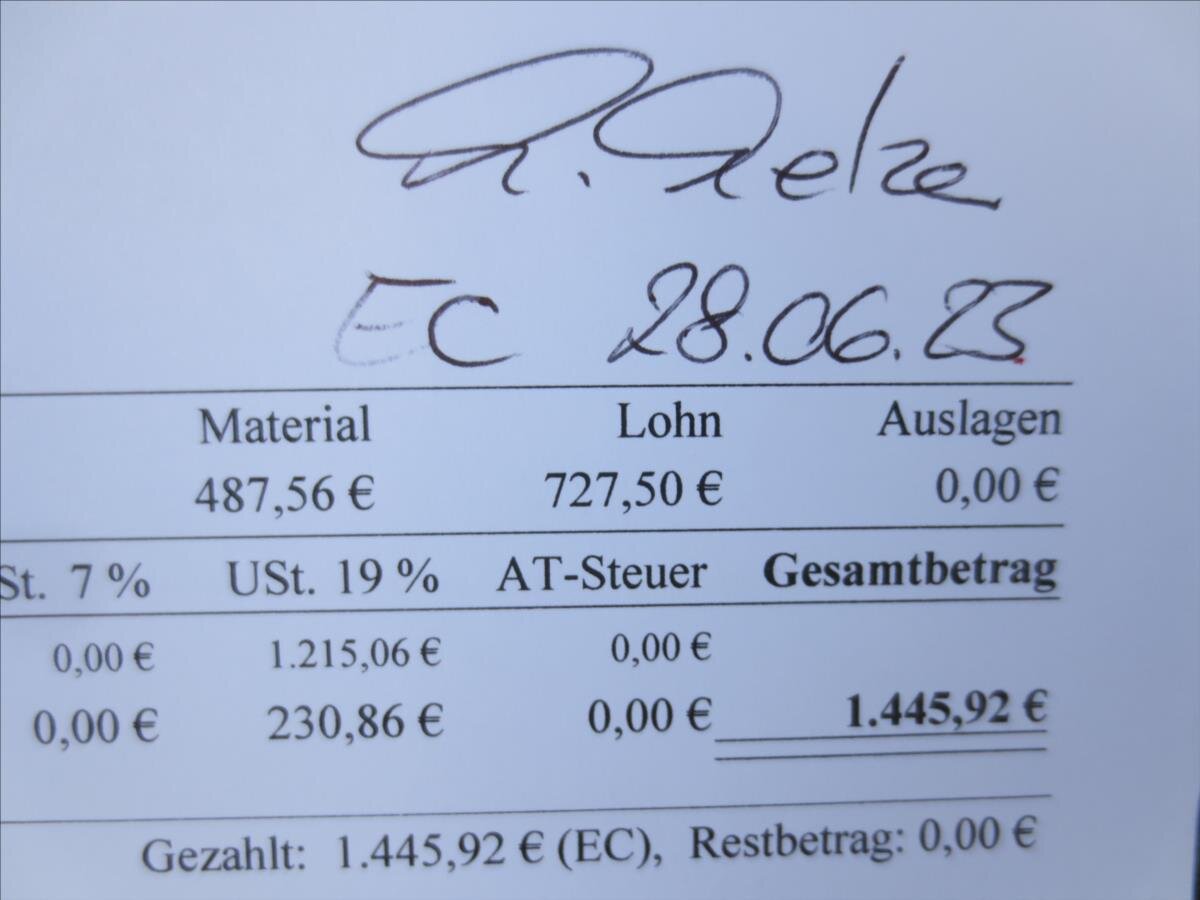 EC 28.06.23
Material Lohn Auslagen
487,56 € 727,50 € 0,00 €
St. 7 % USt. 19 % AT-Steuer Gesamtbetrag
0,00 € 1.215,06 € 0,00 €
0,00 € 230,86 € 0,00 € 1.445,92 €
Gezahlt: 1.445,92 € (EC), Restbetrag: 0,00 €